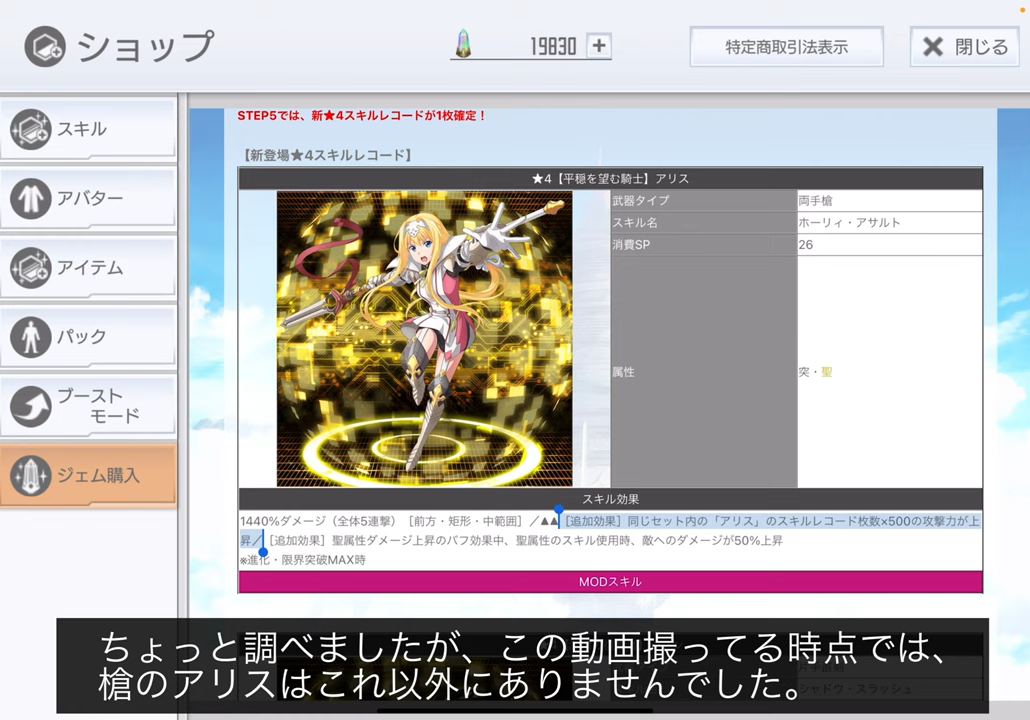 ショップ
19830
特定商取引法表示
閉じる
スキル
アバター
アイテム
パック
ブースト
モード
ジェム購入
STEP5では、新★4スキルレコードが1枚確定！
【新登場★4スキルレコード】
★4【平穏を望む騎士】アリス
武器タイプ 両手槍
スキル名 ホーリィ・アサルト
消費SP 26
属性 突・聖
スキル効果
1440%ダメージ（全体5連撃）［前方・矩形・中範囲］／▲▲［追加効果］同じセット内の「アリス」のスキルレコード枚数×500の攻撃力が上
昇／［追加効果］聖属性ダメージ上昇のバフ効果中、聖属性のスキル使用時、敵へのダメージが50%上昇
※進化・限界突破MAX時
MODスキル
ちょっと調べましたが、この動画撮ってる時点では、
槍のアリスはこれ以外にありませんでした。
シャドウ・スラッシュ